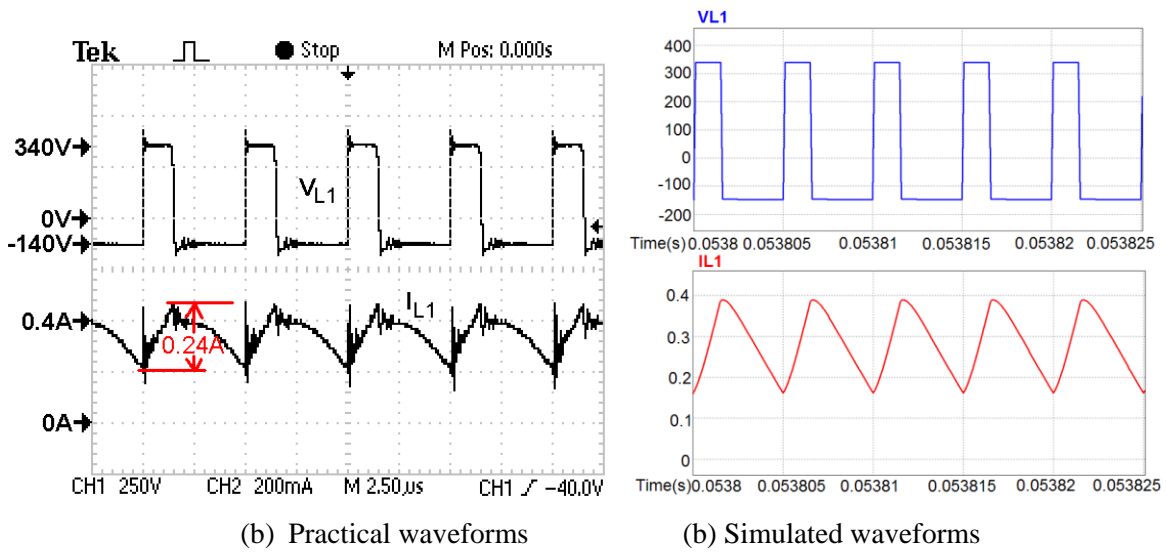 Tek
Stop
M Pos: 0.000s
340V
0V
-140V
VL1
0.4A
IL1
0.24A
0A
CH1 250V
CH2 200mA
M 2.50µs
CH1 -40.0V
VL1
400
300
200
100
0
-100
-200
Time(s) 0.0538 0.053805 0.05381 0.053815 0.05382 0.053825
IL1
0.4
0.3
0.2
0.1
0
Time(s) 0.0538 0.053805 0.05381 0.053815 0.05382 0.053825
(b) Practical waveforms
(b) Simulated waveforms